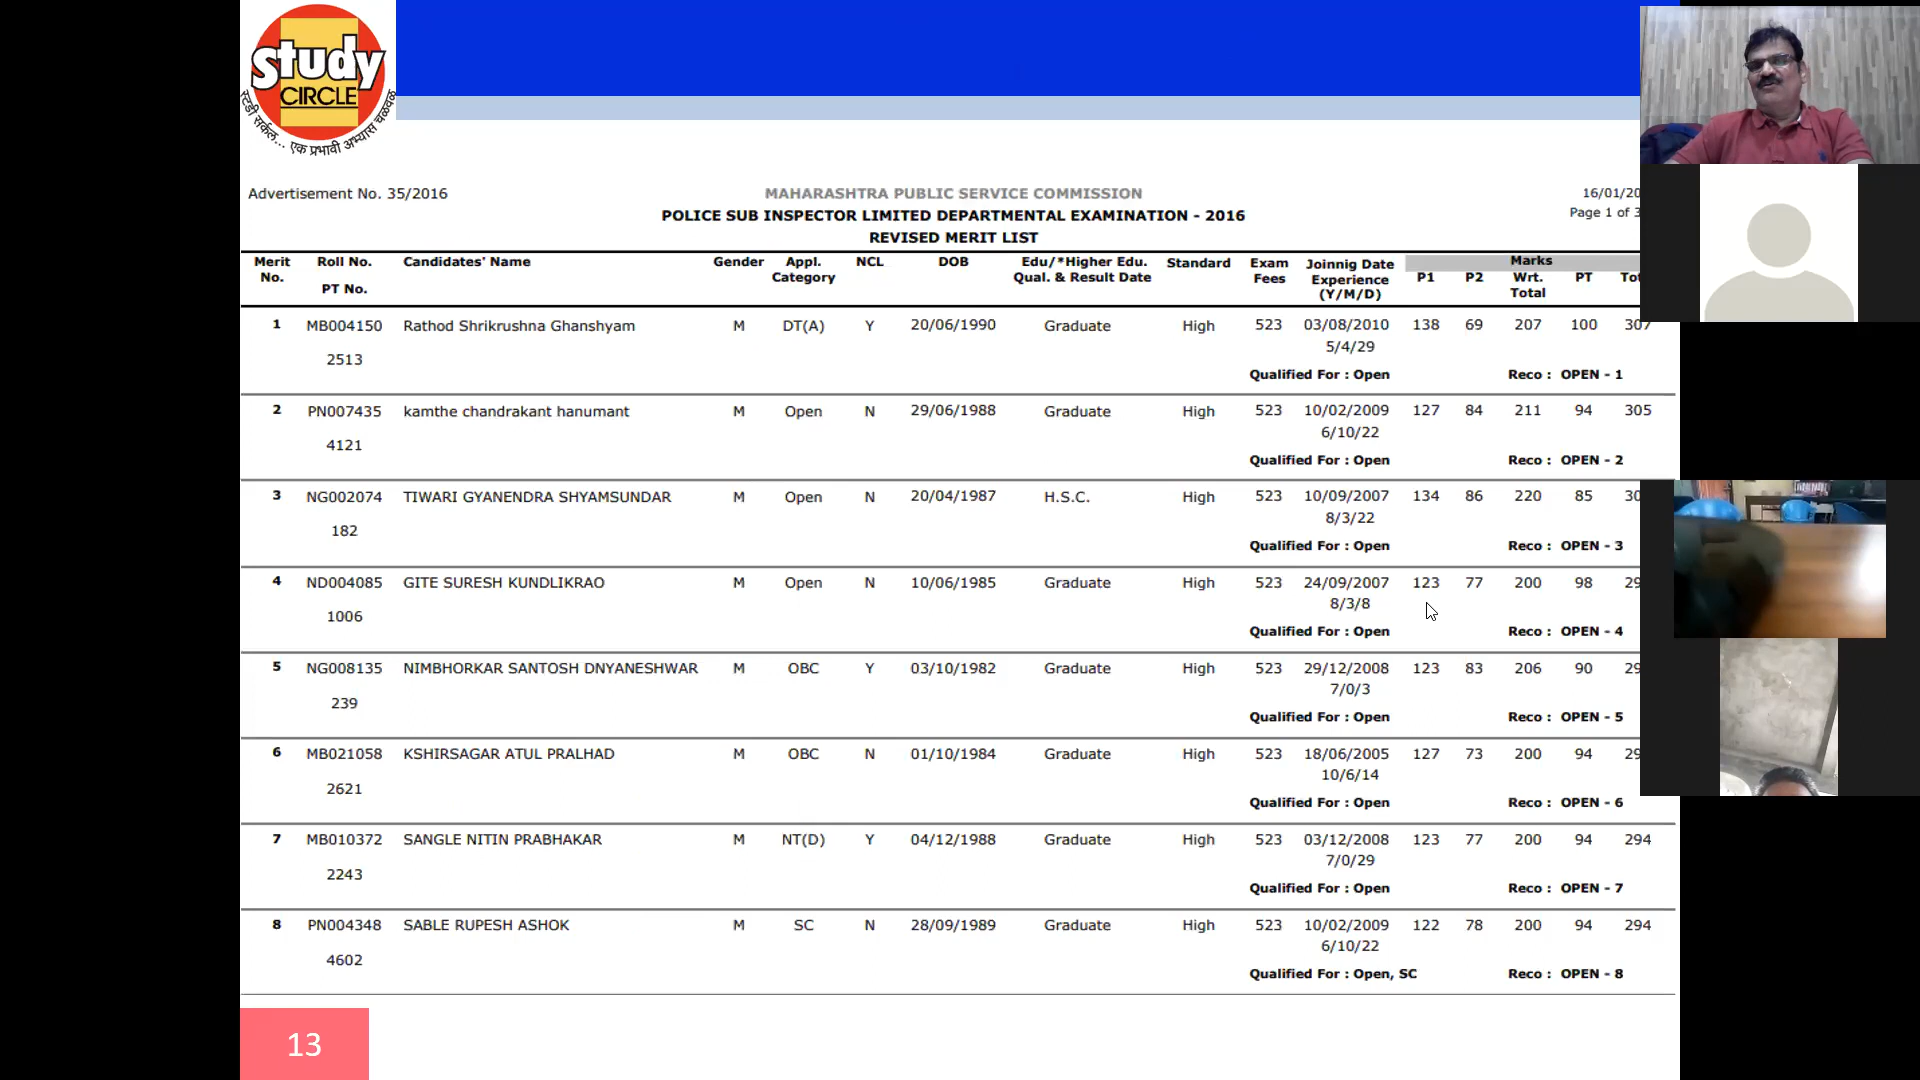 study
CIRCLE
स्टडी सर्कल... एक प्रभावी अभ्यास चळवळ
Advertisement No. 35/2016 MAHARASHTRA PUBLIC SERVICE COMMISSION 16/01/20
POLICE SUB INSPECTOR LIMITED DEPARTMENTAL EXAMINATION - 2016 Page 1 of 3
REVISED MERIT LIST
Merit No. Roll No. PT No. Candidates' Name Gender Appl. Category NCL DOB Edu/*Higher Edu. Qual. & Result Date Standard Exam Fees Joinnig Date Experience (Y/M/D) Marks P1 P2 Wrt. Total PT
1 MB004150 Rathod Shrikrushna Ghanshyam M DT(A) Y 20/06/1990 Graduate High 523 03/08/2010 138 69 207 100 307
2513 5/4/29
Qualified For : Open Reco : OPEN - 1
2 PN007435 kamthe chandrakant hanumant M Open N 29/06/1988 Graduate High 523 10/02/2009 127 84 211 94 305
4121 6/10/22
Qualified For : Open Reco : OPEN - 2
3 NG002074 TIWARI GYANENDRA SHYAMSUNDAR M Open N 20/04/1987 H.S.C. High 523 10/09/2007 134 86 220 85 30
182 8/3/22
Qualified For : Open Reco : OPEN - 3
4 ND004085 GITE SURESH KUNDLIKRAO M Open N 10/06/1985 Graduate High 523 24/09/2007 123 77 200 98 29
1006 8/3/8
Qualified For : Open Reco : OPEN - 4
5 NG008135 NIMBHORKAR SANTOSH DNYANESHWAR M OBC Y 03/10/1982 Graduate High 523 29/12/2008 123 83 206 90 29
239 7/0/3
Qualified For : Open Reco : OPEN - 5
6 MB021058 KSHIRSAGAR ATUL PRALHAD M OBC N 01/10/1984 Graduate High 523 18/06/2005 127 73 200 94 29
2621 10/6/14
Qualified For : Open Reco : OPEN - 6
7 MB010372 SANGLE NITIN PRABHAKAR M NT(D) Y 04/12/1988 Graduate High 523 03/12/2008 123 77 200 94 294
2243 7/0/29
Qualified For : Open Reco : OPEN - 7
8 PN004348 SABLE RUPESH ASHOK M SC N 28/09/1989 Graduate High 523 10/02/2009 122 78 200 94 294
4602 6/10/22
Qualified For : Open, SC Reco : OPEN - 8
13